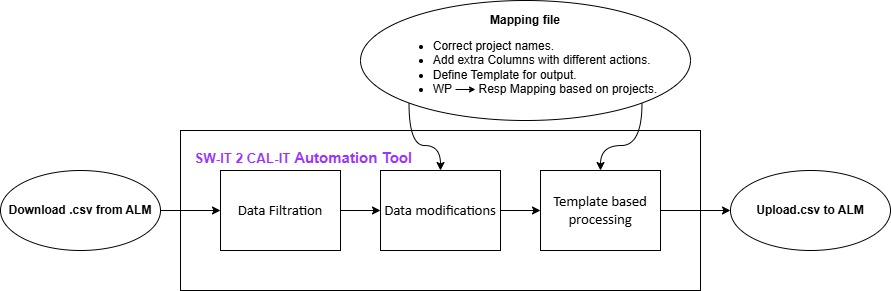 Mapping file
• Correct project names.
• Add extra Columns with different actions.
• Define Template for output.
• WP ⟶ Resp Mapping based on projects.
SW-IT 2 CAL-IT Automation Tool
Download .csv from ALM
Data Filtration
Data modifications
Template based
processing
Upload.csv to ALM